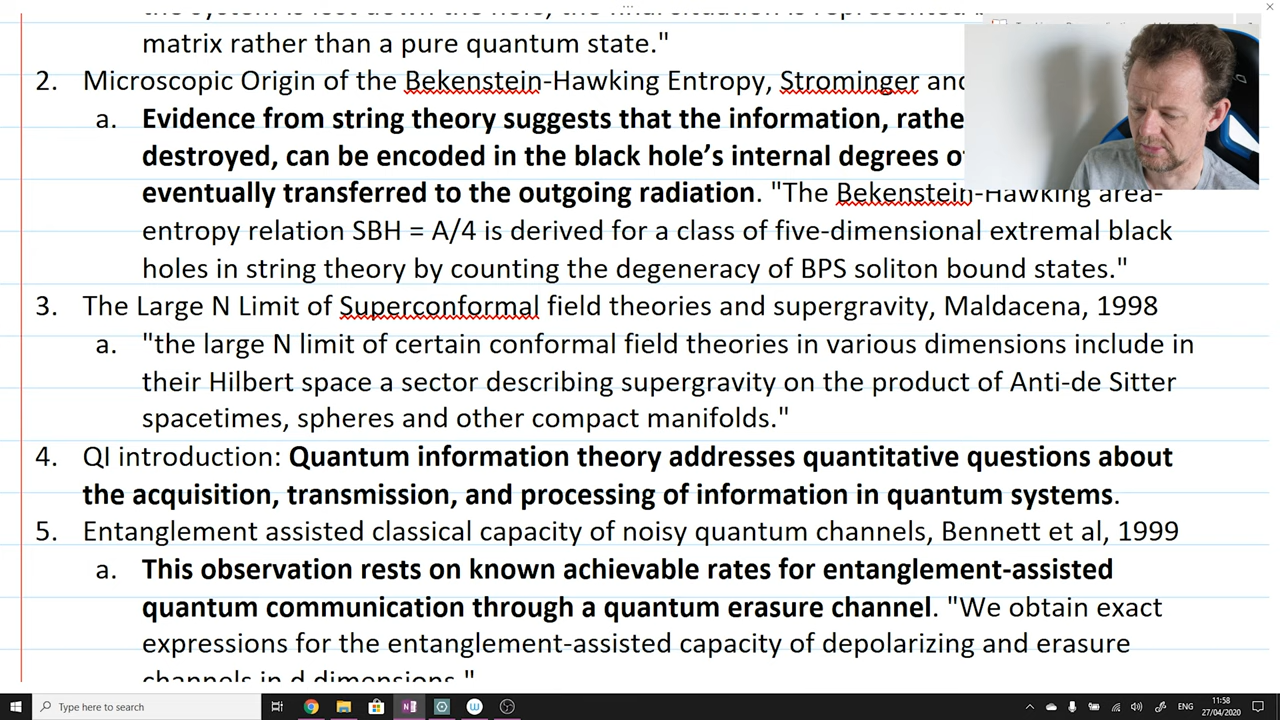 matrix rather than a pure quantum state."
2. Microscopic Origin of the Bekenstein-Hawking Entropy, Strominger and
a. Evidence from string theory suggests that the information, rathe
destroyed, can be encoded in the black hole's internal degrees of
eventually transferred to the outgoing radiation. "The Bekenstein-Hawking area-
entropy relation SBH = A/4 is derived for a class of five-dimensional extremal black
holes in string theory by counting the degeneracy of BPS soliton bound states."
3. The Large N Limit of Superconformal field theories and supergravity, Maldacena, 1998
a. "the large N limit of certain conformal field theories in various dimensions include in
their Hilbert space a sector describing supergravity on the product of Anti-de Sitter
spacetimes, spheres and other compact manifolds."
4. QI introduction: Quantum information theory addresses quantitative questions about
the acquisition, transmission, and processing of information in quantum systems.
5. Entanglement assisted classical capacity of noisy quantum channels, Bennett et al, 1999
a. This observation rests on known achievable rates for entanglement-assisted
quantum communication through a quantum erasure channel. "We obtain exact
expressions for the entanglement-assisted capacity of depolarizing and erasure
channels in d dimensions."
Type here to search
ENG
11:58
27/04/2020